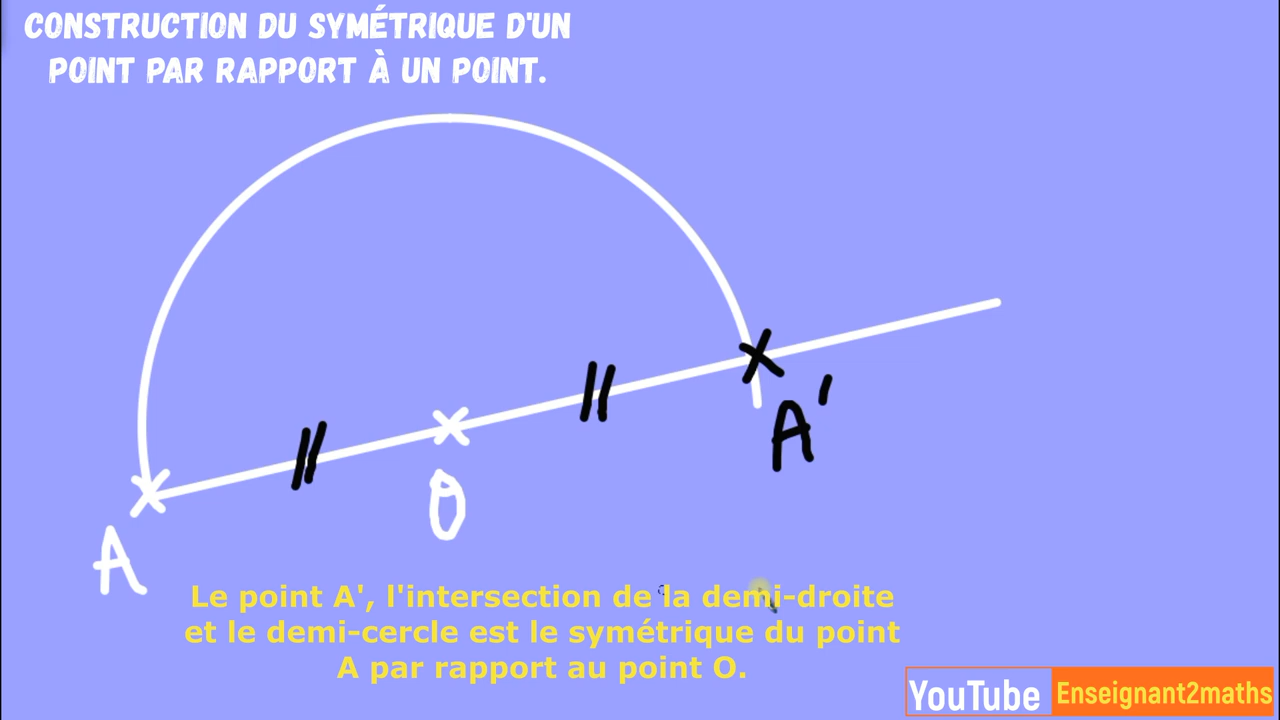 CONSTRUCTION DU SYMÉTRIQUE D'UN
POINT PAR RAPPORT À UN POINT.
A'
O
A
Le point A', l'intersection de la demi-droite
et le demi-cercle est le symétrique du point
A par rapport au point O.
YouTube Enseignant2maths